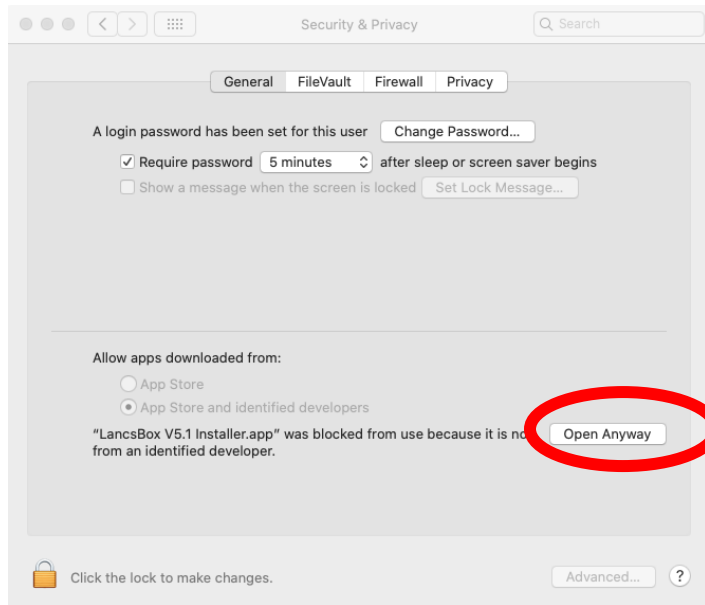 Security & Privacy
Search
General FileVault Firewall Privacy
A login password has been set for this user Change Password...
Require password 5 minutes after sleep or screen saver begins
Show a message when the screen is locked Set Lock Message...
Allow apps downloaded from:
App Store
App Store and identified developers
“LancsBox V5.1 Installer.app” was blocked from use because it is Open Anyway
from an identified developer.
Click the lock to make changes.
Advanced... ?